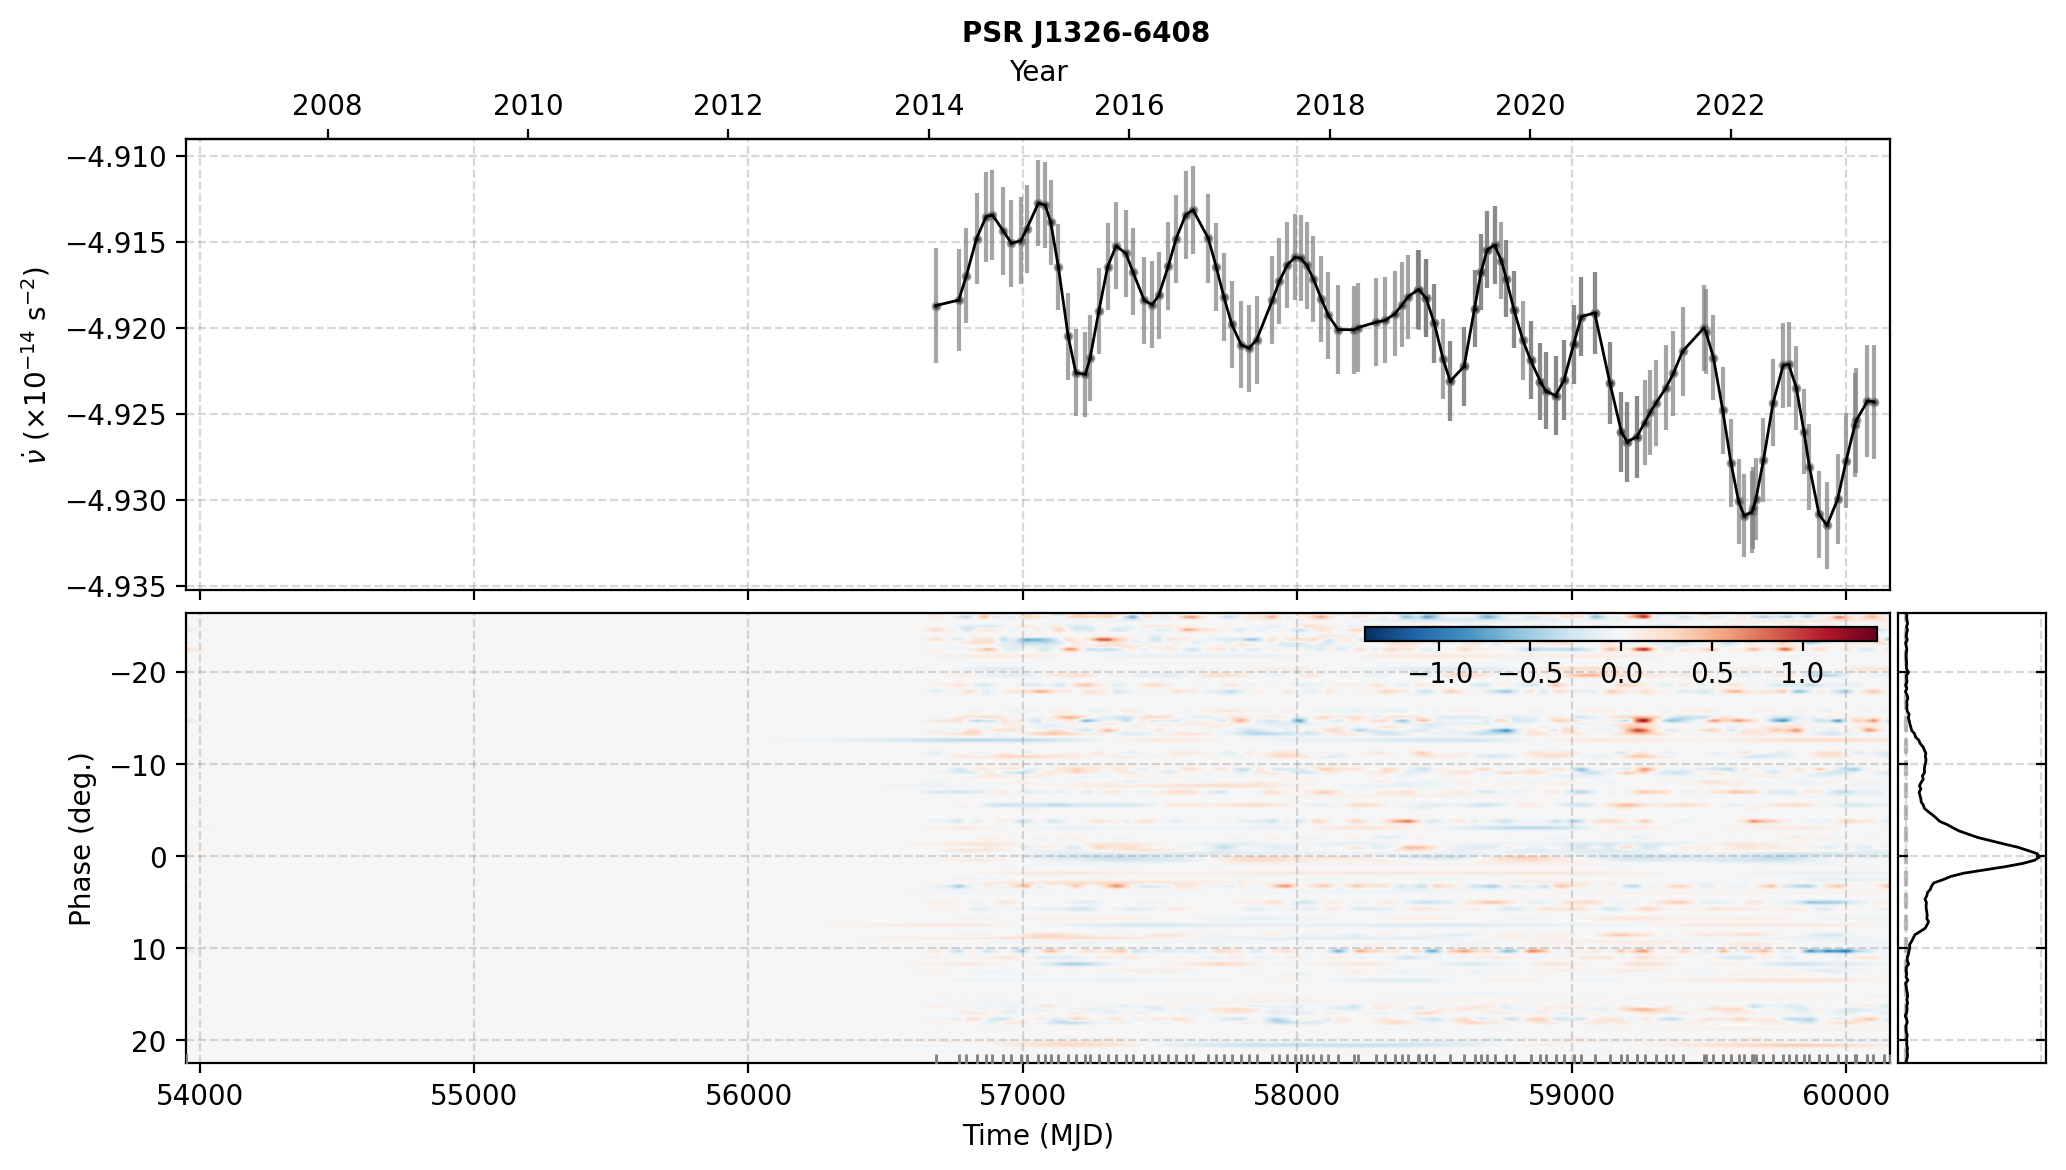 PSR J1326-6408
Year
2008 2010 2012 2014 2016 2018 2020 2022
−4.910
−4.915
−4.920
−4.925
−4.930
−4.935
ν̇ (×10⁻¹⁴ s⁻²)
−1.0 −0.5 0.0 0.5 1.0
−20
−10
0
10
20
Phase (deg.)
54000 55000 56000 57000 58000 59000 60000
Time (MJD)